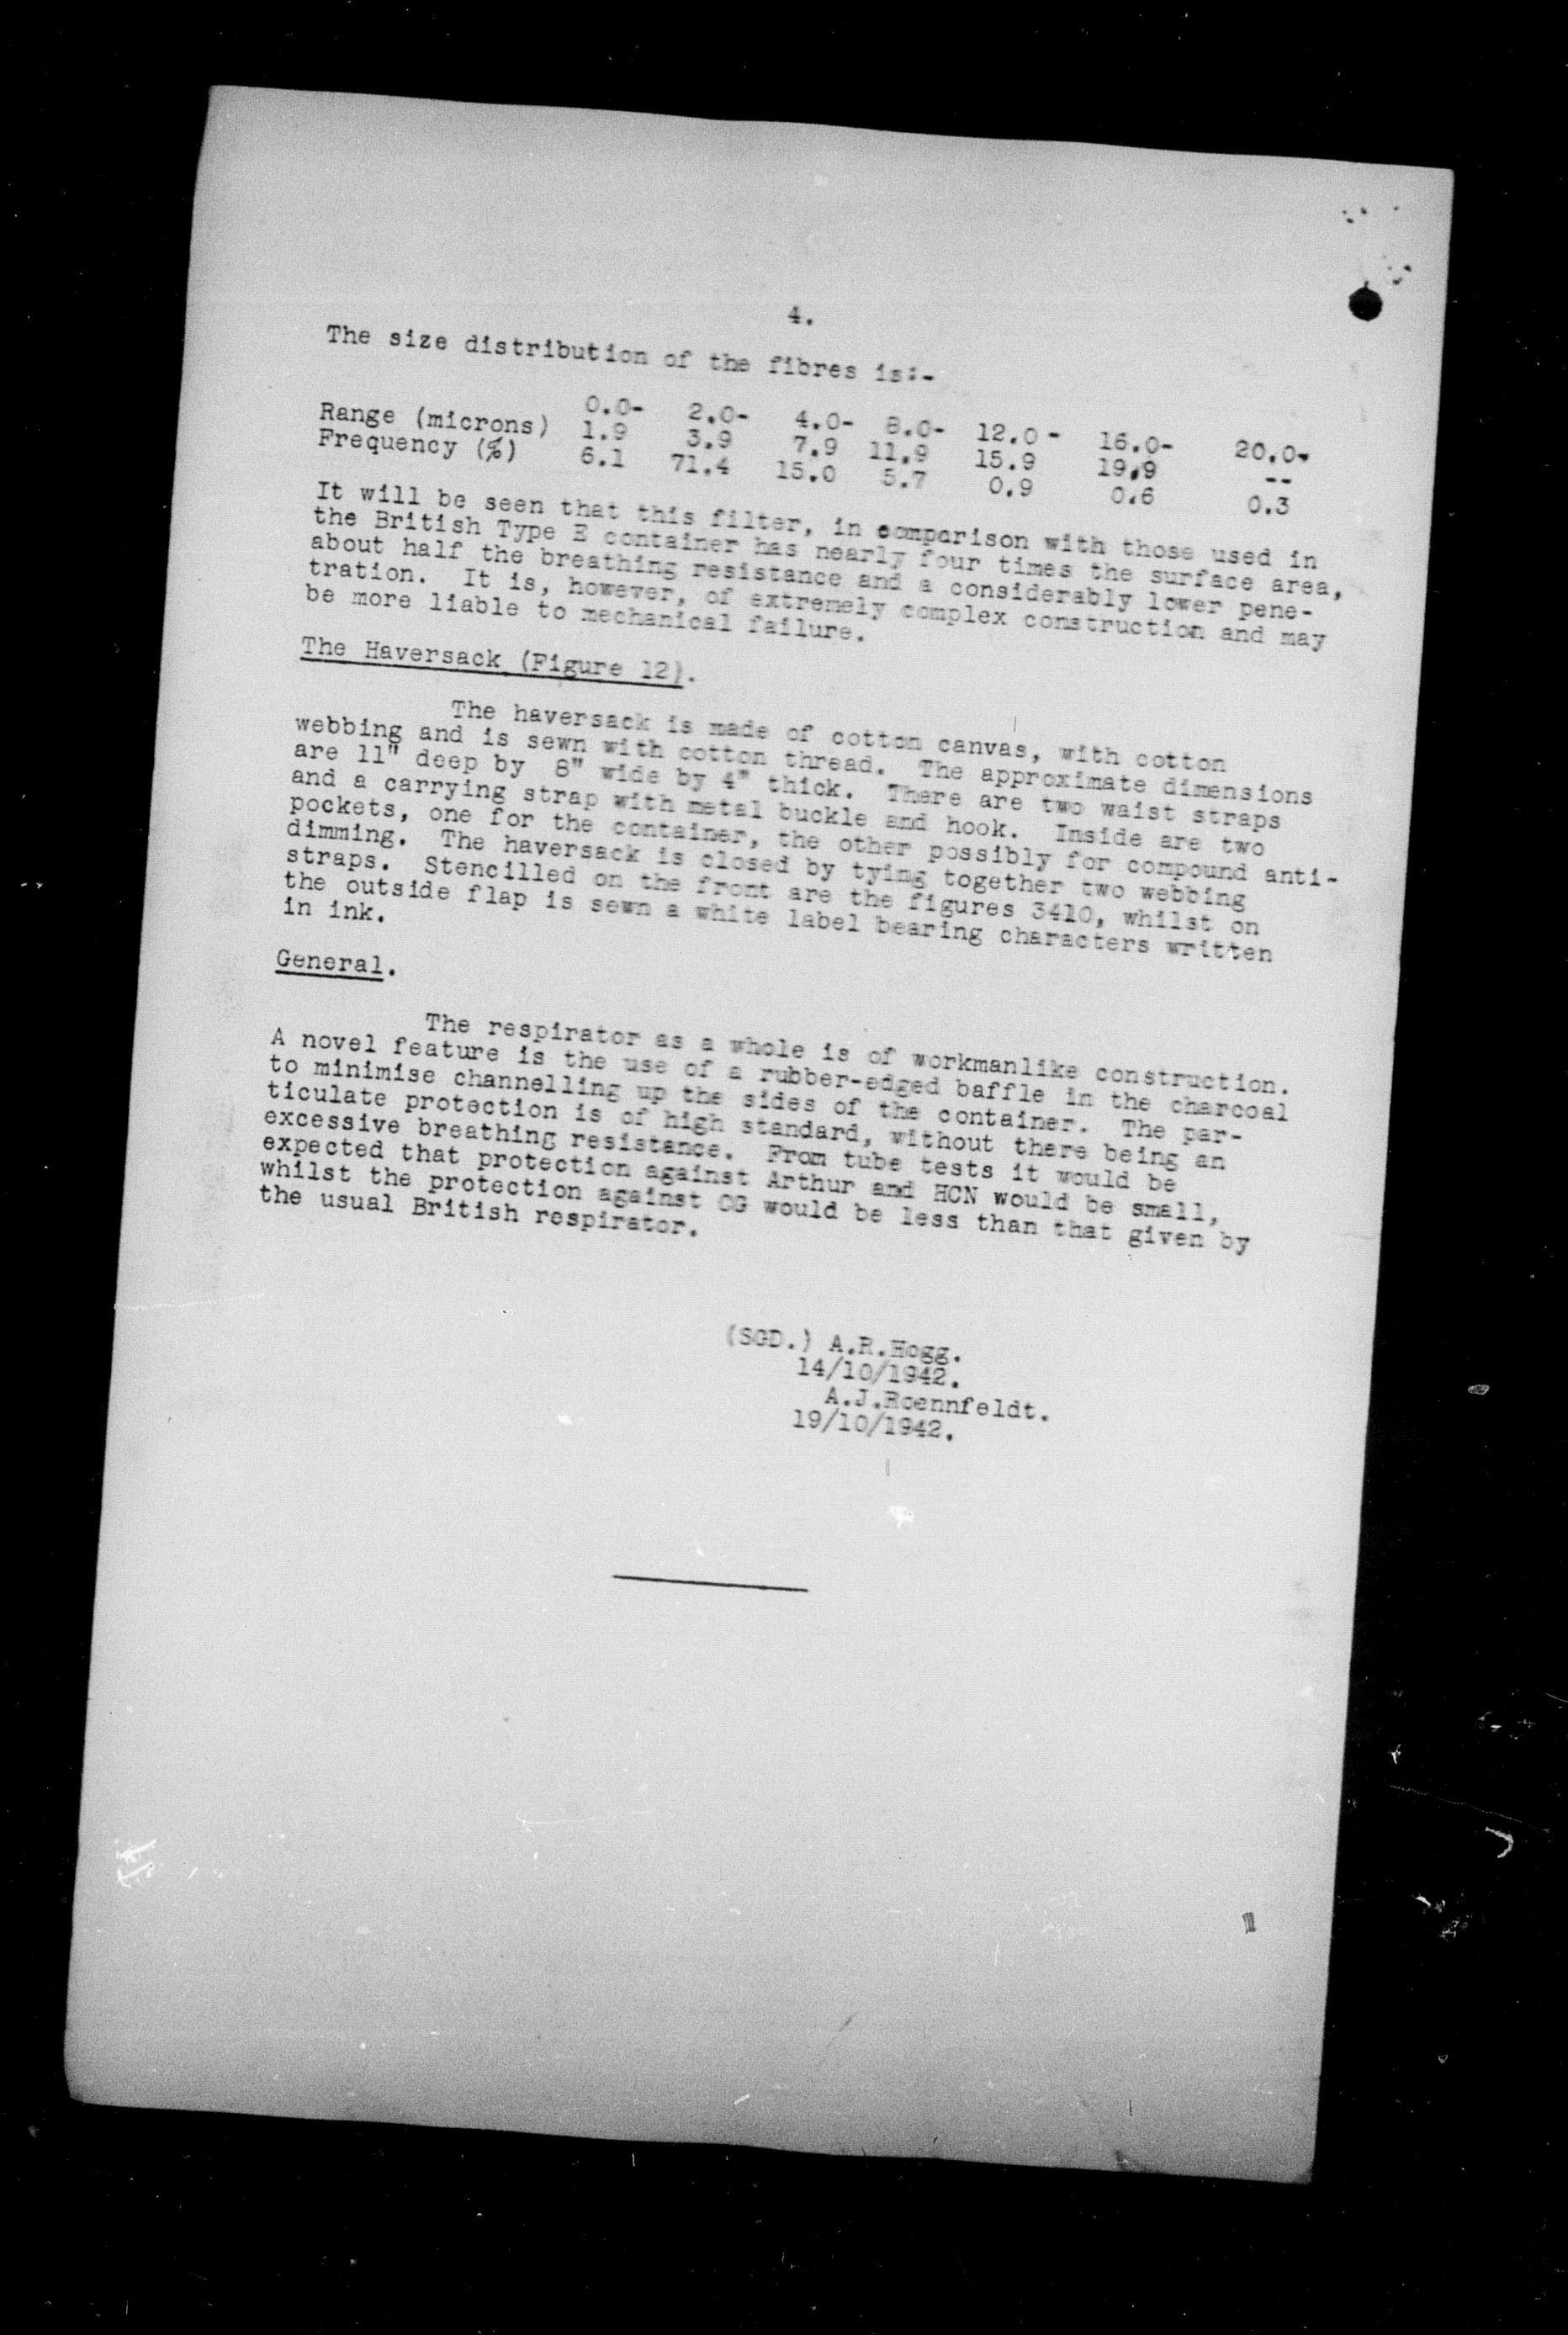 4.
The size distribution of the fibres is:-
0.0- 2.0- 4.0- 8.0- 12.0- 16.0- 20.0-
Range (microns) 1.9 3.9 7.9 11.9 15.9 19.9 --
Frequency (%) 6.1 71.4 15.0 5.7 0.9 0.6 0.3
It will be seen that this filter, in comparison with those used in
the British Type E container has nearly four times the surface area,
about half the breathing resistance and a considerably lower pene-
tration. It is, however, of extremely complex construction and may
be more liable to mechanical failure.
The Haversack (Figure 12).
The haversack is made of cotton canvas, with cotton
webbing and is sewn with cotton thread. The approximate dimensions
are 11" deep by 8" wide by 4" thick. There are two waist straps
and a carrying strap with metal buckle and hook. Inside are two
pockets, one for the container, the other possibly for compound anti-
dimming. The haversack is closed by tying together two webbing
straps. Stencilled on the front are the figures 3410, whilst on
the outside flap is sewn a white label bearing characters written
in ink.
General.
The respirator as a whole is of workmanlike construction.
A novel feature is the use of a rubber-edged baffle in the charcoal
to minimise channelling up the sides of the container. The par-
ticulate protection is of high standard, without there being an
excessive breathing resistance. From tube tests it would be
expected that protection against Arthur and HCN would be small,
whilst the protection against CG would be less than that given by
the usual British respirator.
(SGD.) A.R.Hogg.
14/10/1942.
A.J.Roennfeldt.
19/10/1942.